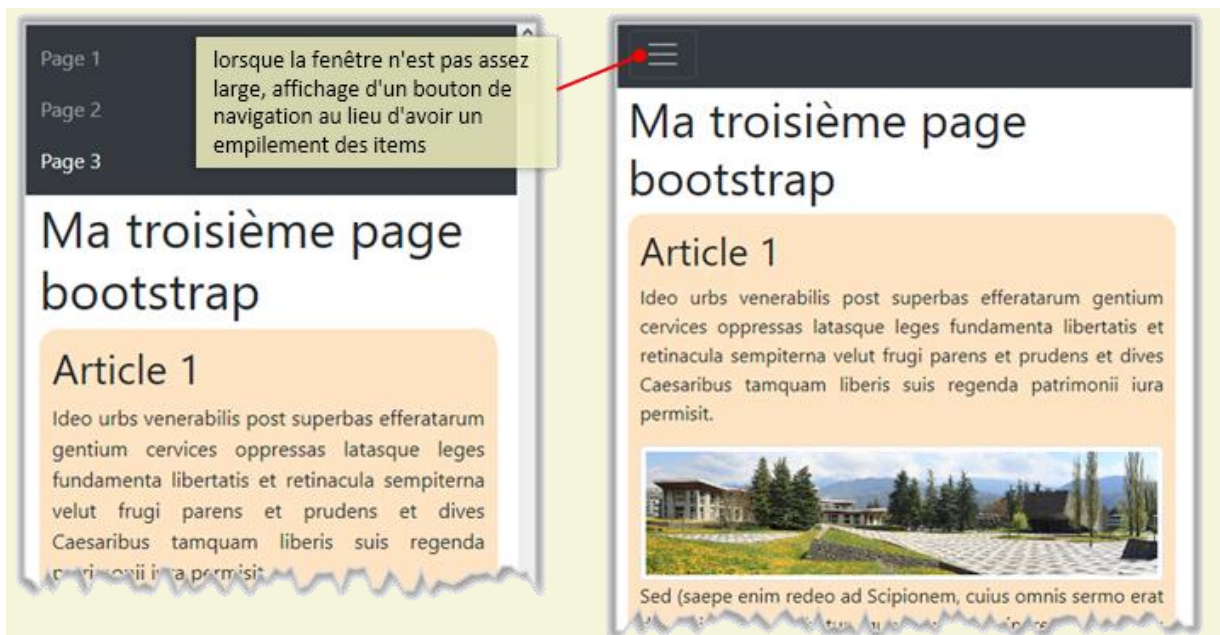 Page 1
Page 2
Page 3
lorsque la fenêtre n'est pas assez
large, affichage d'un bouton de
navigation au lieu d'avoir un
empilement des items
Ma troisième page
bootstrap
Article 1
Ideo urbs venerabilis post superbas efferatarum
gentium cervices oppressas latasque leges
fundamenta libertatis et retinacula sempiterna
velut frugi parens et prudens et dives
Caesaribus tamquam liberis suis regenda
patrimonii iura permisit.
Ma troisième page
bootstrap
Article 1
Ideo urbs venerabilis post superbas efferatarum gentium
cervices oppressas latasque leges fundamenta libertatis et
retinacula sempiterna velut frugi parens et prudens et dives
Caesaribus tamquam liberis suis regenda patrimonii iura
permisit.
Sed (saepe enim redeo ad Scipionem, cuius omnis sermo erat